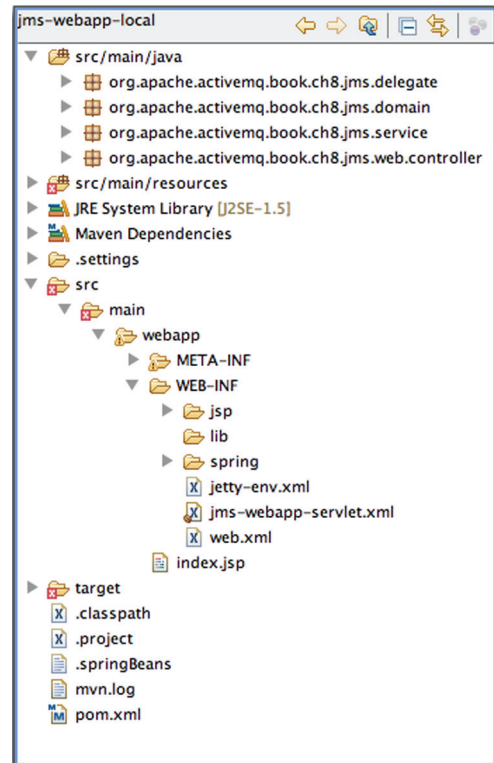 jms-webapp-local
src/main/java
org.apache.activemq.book.ch8.jms.delegate
org.apache.activemq.book.ch8.jms.domain
org.apache.activemq.book.ch8.jms.service
org.apache.activemq.book.ch8.jms.web.controller
src/main/resources
JRE System Library [J2SE-1.5]
Maven Dependencies
.settings
src
main
webapp
META-INF
WEB-INF
jsp
lib
spring
jetty-env.xml
jms-webapp-servlet.xml
web.xml
index.jsp
target
.classpath
.project
.springBeans
mvn.log
pom.xml